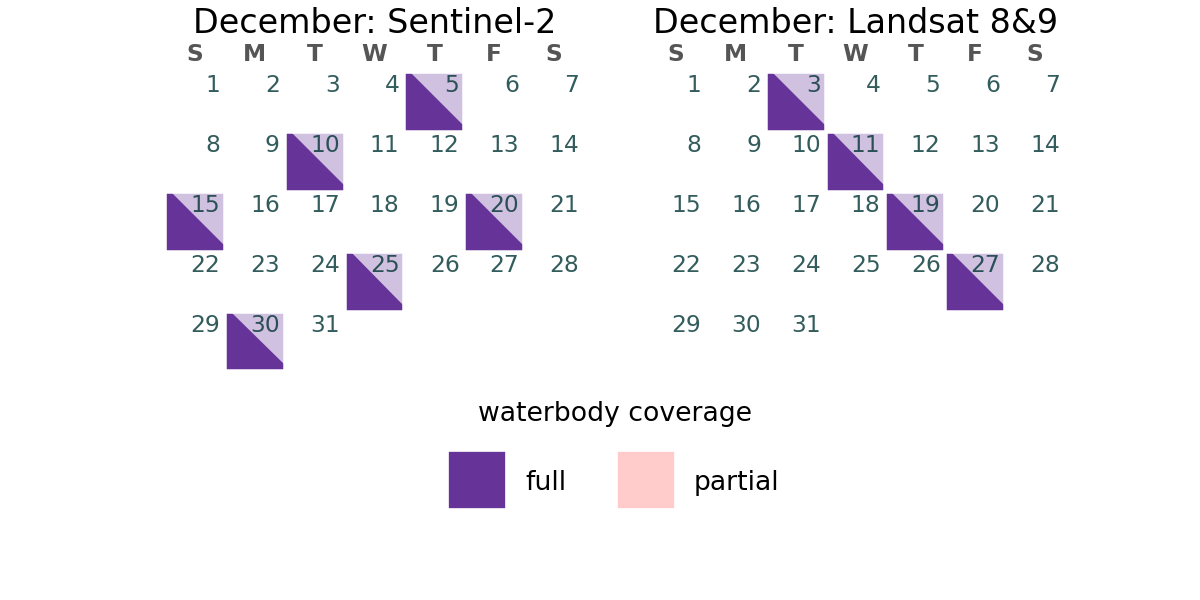 December: Sentinel-2
S M T W T F S
1 2 3 4 5 6 7
8 9 10 11 12 13 14
15 16 17 18 19 20 21
22 23 24 25 26 27 28
29 30 31
December: Landsat 8&9
S M T W T F S
1 2 3 4 5 6 7
8 9 10 11 12 13 14
15 16 17 18 19 20 21
22 23 24 25 26 27 28
29 30 31
waterbody coverage
full partial